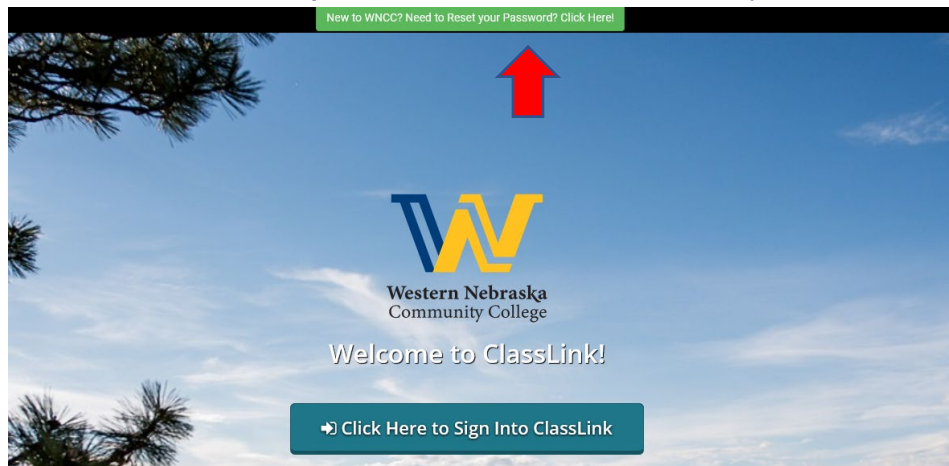 New to WNCC? Need to Reset your Password? Click Here!
Western Nebraska
Community College
Welcome to ClassLink!
Click Here to Sign Into ClassLink